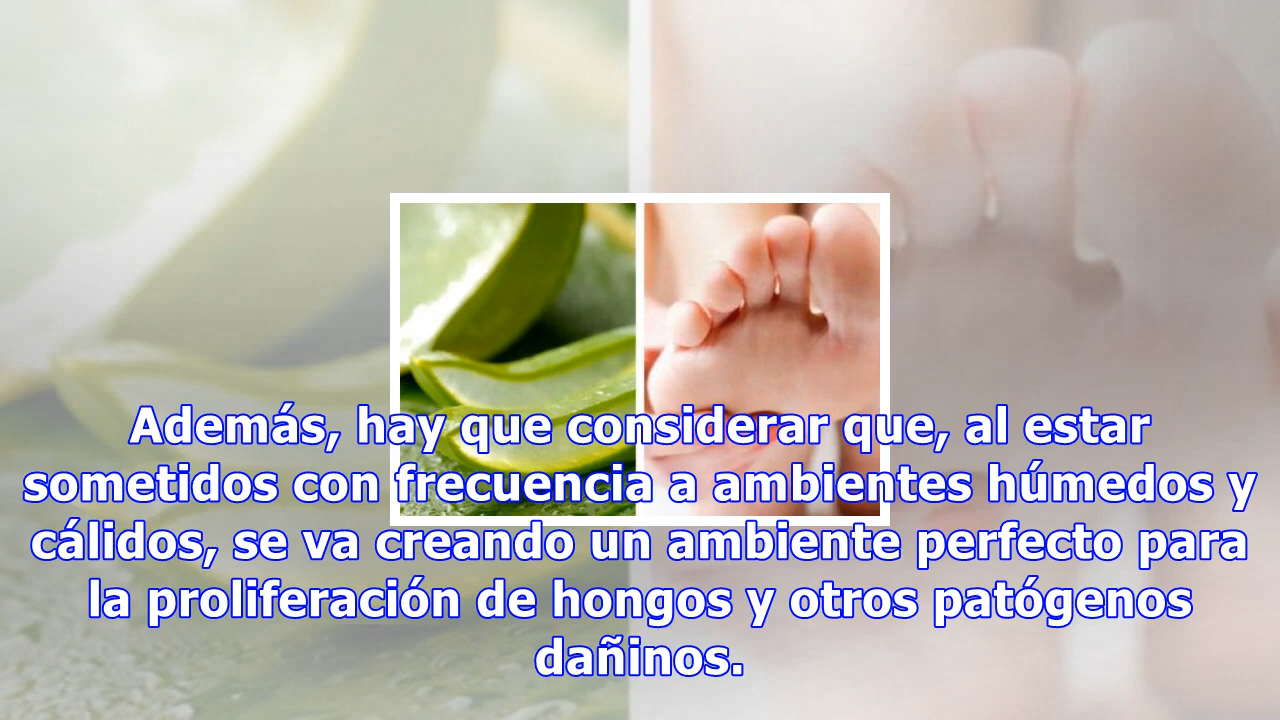 Además, hay que considerar que, al estar
sometidos con frecuencia a ambientes húmedos y
cálidos, se va creando un ambiente perfecto para
la proliferación de hongos y otros patógenos
dañinos.